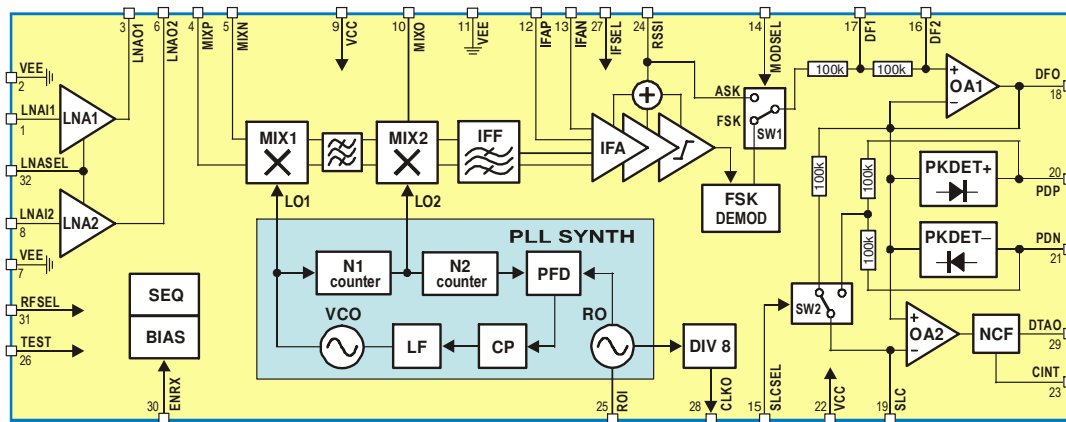 3 LNAO1
6 LNAO2
4 MIXP
5 MIXN
9 VCC
10 MIXO
11 VEE
12 IFAP
13 IFAN
27 IFSEL
24 RSSI
14 MODSEL
17 DF1
16 DF2
VEE
2
LNAI1
1
LNASEL
32
LNAI2
8
VEE
7
RFSEL
31
TEST
26
LNA1
LNA2
MIX1
MIX2
IFF
IFA
+
ASK
FSK
SW1
FSK
DEMOD
100k
100k
+
OA1
–
DFO
18
100k
100k
100k
PKDET+
20
PDP
PKDET–
PDN
21
LO1
LO2
PLL SYNTH
N1
counter
N2
counter
PFD
VCO
LF
CP
RO
DIV 8
SEQ
BIAS
SW2
+
OA2
–
NCF
DTAO
29
CINT
23
30 ENRX
25 ROI
28 CLKO
15 SLCSEL
22 VCC
19 SLC